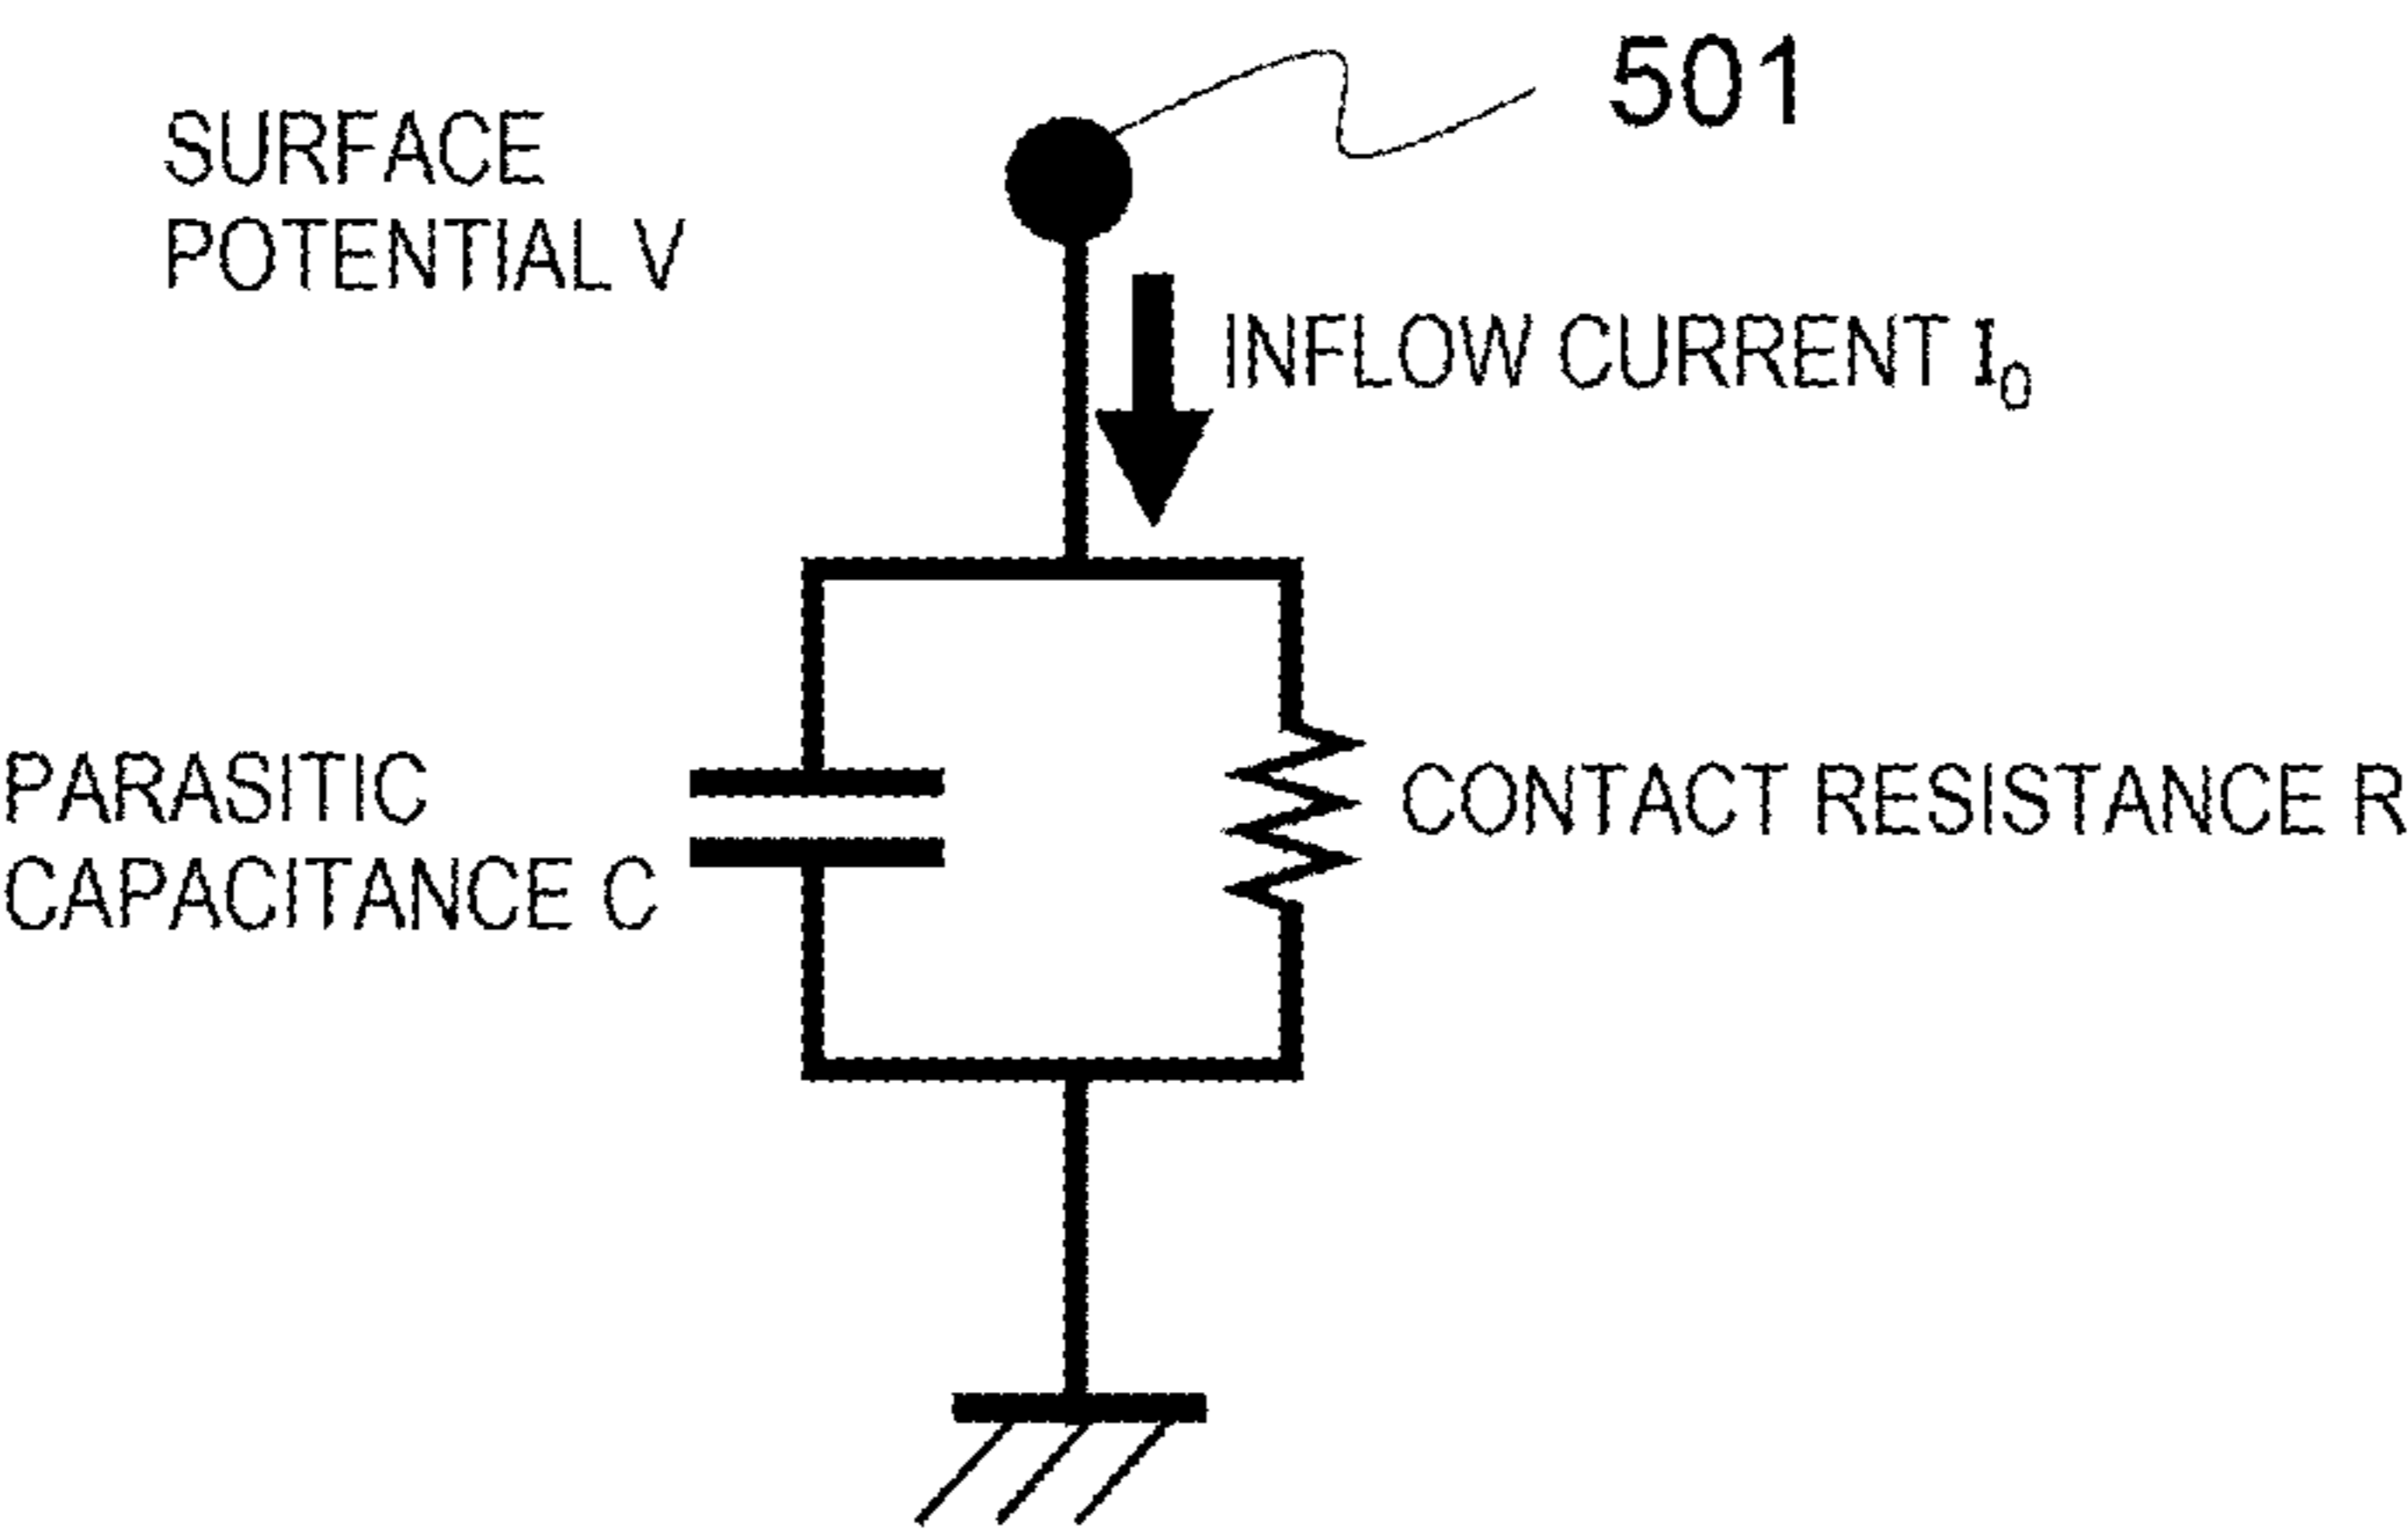 501
SURFACE
POTENTIAL V
INFLOW CURRENT I₀
PARASITIC
CAPACITANCE C
CONTACT RESISTANCE R